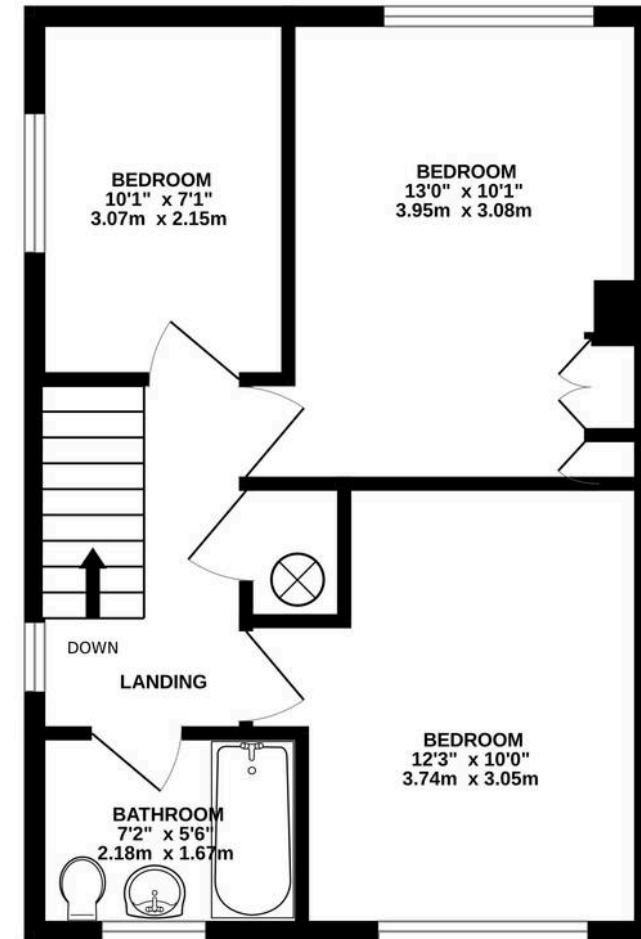 BEDROOM
10'1" x 7'1"
3.07m x 2.15m
BEDROOM
13'0" x 10'1"
3.95m x 3.08m
DOWN
LANDING
BEDROOM
12'3" x 10'0"
3.74m x 3.05m
BATHROOM
7'2" x 5'6"
2.18m x 1.67m